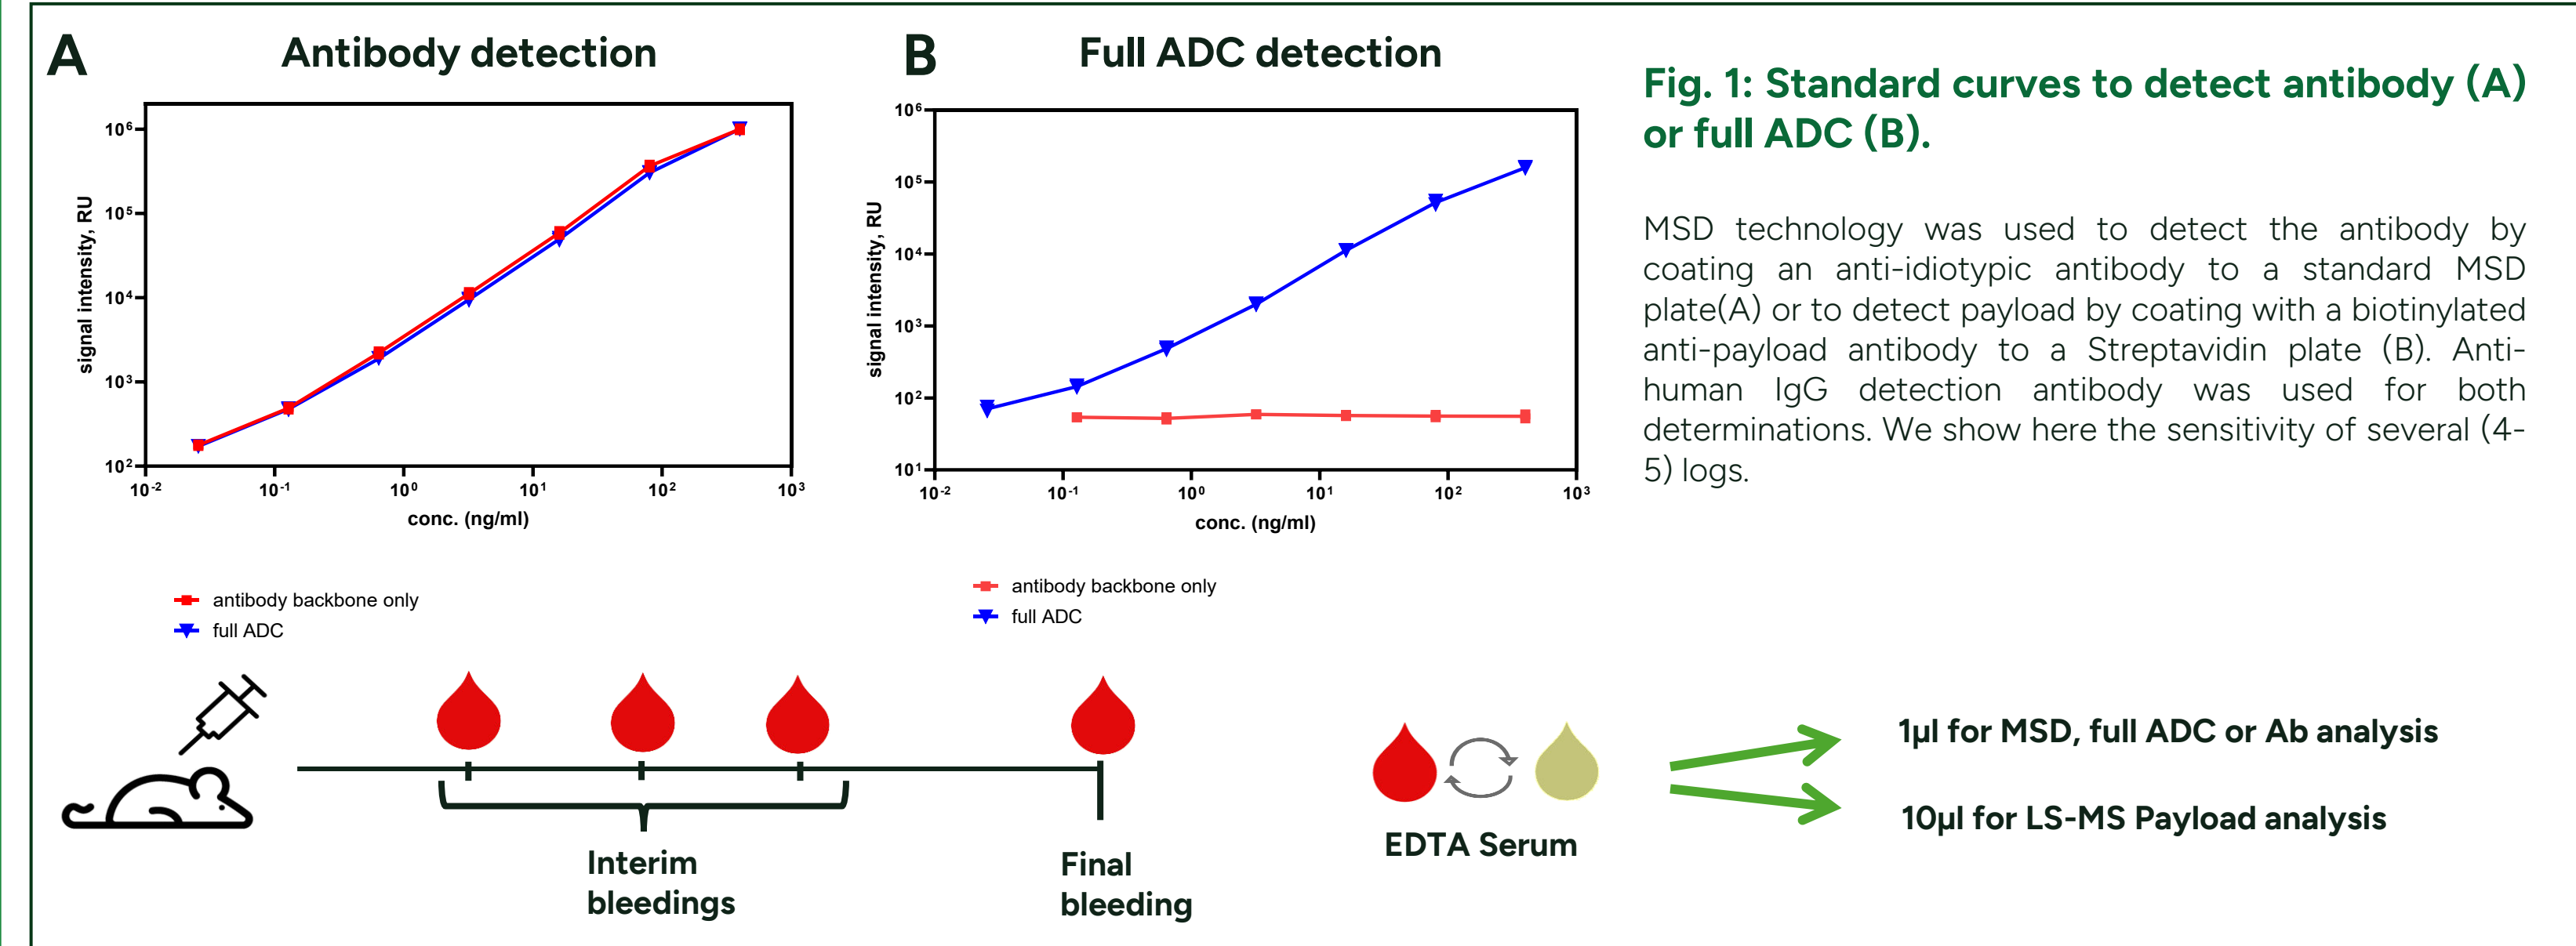 A
Antibody detection
10⁶
10⁵
10⁴
10³
10²
signal intensity, RU
10⁻²
10⁻¹
10⁰
10¹
10²
10³
conc. (ng/ml)
antibody backbone only
full ADC
B
Full ADC detection
10⁶
10⁵
10⁴
10³
10²
10¹
signal intensity, RU
10⁻²
10⁻¹
10⁰
10¹
10²
10³
conc. (ng/ml)
antibody backbone only
full ADC
Fig. 1: Standard curves to detect antibody (A)
or full ADC (B).
MSD technology was used to detect the antibody by
coating an anti-idiotypic antibody to a standard MSD
plate(A) or to detect payload by coating with a biotinylated
anti-payload antibody to a Streptavidin plate (B). Anti-
human IgG detection antibody was used for both
determinations. We show here the sensitivity of several (4-
5) logs.
Interim
bleedings
Final
bleeding
EDTA Serum
1µl for MSD, full ADC or Ab analysis
10µl for LS-MS Payload analysis